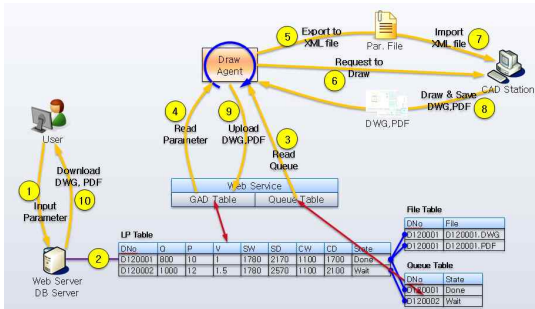 5
Export to
XML file
Par. File
Import
XML file
7
Draw
Agent
6
Request to
Draw
CAD Station
Draw & Save
DWG,PDF
8
DWG,PDF
4
Read
Parameter
9
Upload
DWG,PDF
3
Read
Queue
User
1
Input
Parameter
Download
DWG, PDF
10
Web Service
GAD Table
Queue Table
Web Server
DB Server
2
LP Table
DNo Q P V SW SD CW CD State
D120001 800 10 1 1780 2170 1100 1700 Done
D120002 1000 12 1.5 1780 2570 1100 2100 Wait
File Table
DNo File
D120001 D120001.DWG
D120001 D120001.PDF
Queue Table
DNo State
D120001 Done
D120002 Wait